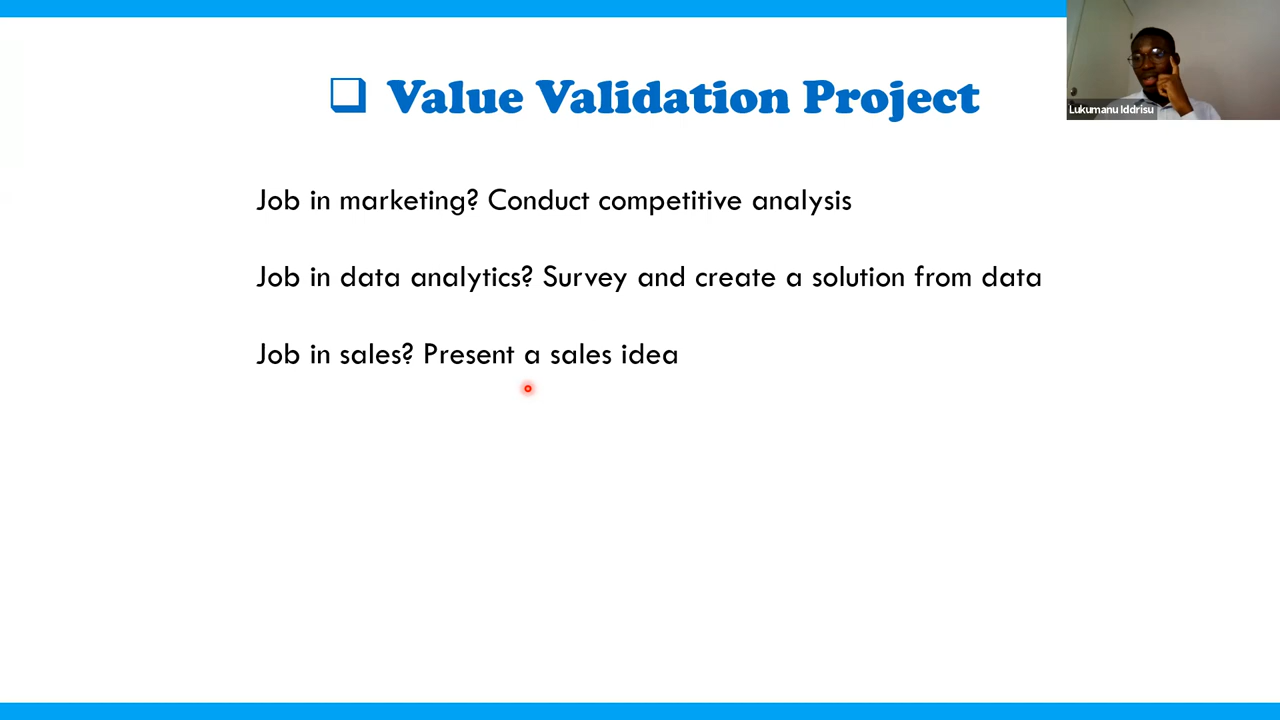 Value Validation Project
Lukumanu Iddrisu
Job in marketing? Conduct competitive analysis
Job in data analytics? Survey and create a solution from data
Job in sales? Present a sales idea